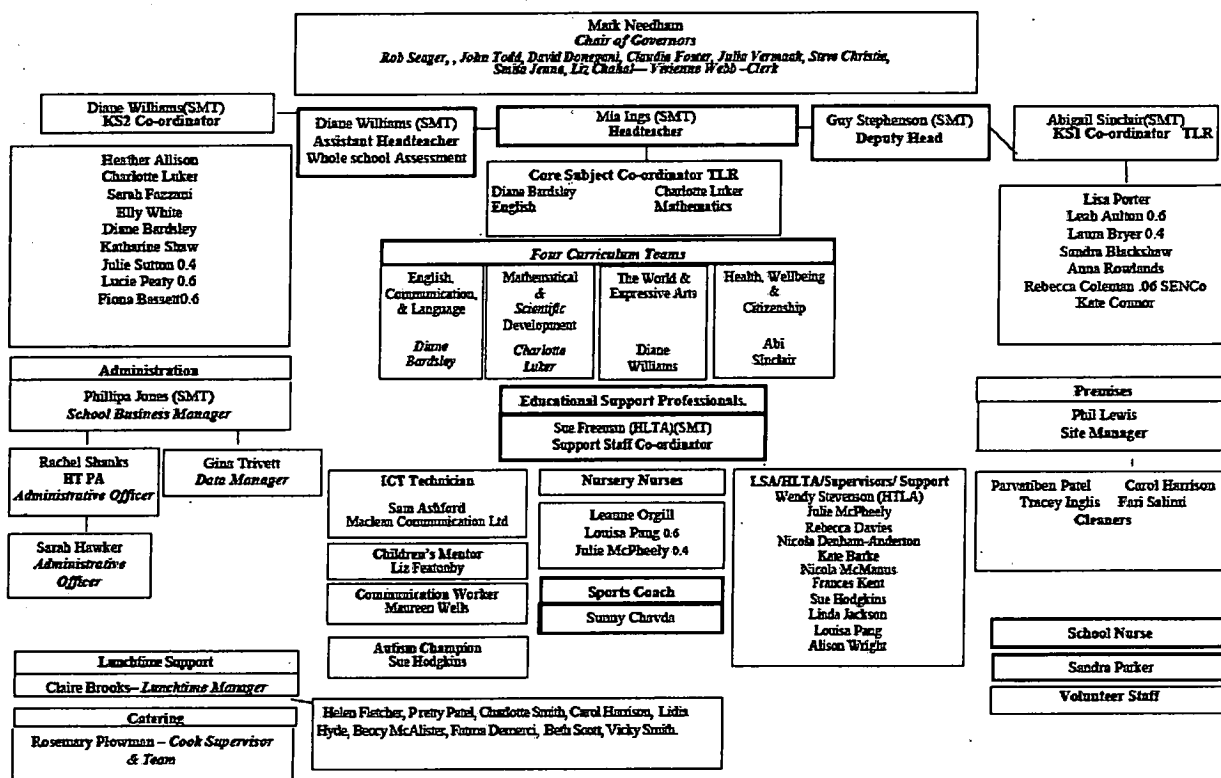 Mark Needham
Chair of Governors
Rob Seager, , John Todd, David Donegani, Claudia Foster, Julia Vermaak, Steve Christie,
Smita Jeune, Liz Chahal— Vivienne Webb –Clerk
Diane Williams(SMT)
KS2 Co-ordinator
Diane Williams (SMT)
Assistant Headteacher
Whole school Assessment
Mia Ings (SMT)
Headteacher
Guy Stephenson (SMT)
Deputy Head
Abigail Sinclair(SMT)
KS1 Co-ordinator TLR
Heather Allison
Charlotte Luker
Sarah Fozzani
Elly White
Diane Bardsley
Katharine Shaw
Julie Sutton 0.4
Lucie Peaty 0.6
Fiona Bassett0.6
Core Subject Co-ordinator TLR
Diane Bardsley Charlotte Luker
English Mathematics
Lisa Porter
Leah Aulton 0.6
Laura Bryer 0.4
Sandra Blackshaw
Anna Rowlands
Rebecca Coleman .06 SENCo
Kate Connor
Four Curriculum Teams
English,
Communication,
& Language
Diane
Bardsley
Mathematical
&
Scientific
Development
Charlotte
Luker
The World &
Expressive Arts
Diane
Williams
Health, Wellbeing
&
Citizenship
Abi
Sinclair
Administration
Phillipa Jones (SMT)
School Business Manager
Rachel Shanks
HT PA
Administrative Officer
Gina Trivett
Data Manager
Sarah Hawker
Administrative
Officer
Educational Support Professionals.
Sue Freeman (HLTA)(SMT)
Support Staff Co-ordinator
Premises
Phil Lewis
Site Manager
Parvatiben Patel Carol Harrison
Tracey Inglis Fari Salimi
Cleaners
ICT Technician
Sam Ashford
Maclean Communication Ltd
Children's Mentor
Liz Featonby
Communication Worker
Maureen Wells
Autism Champion
Sue Hodgkins
Nursery Nurses
Leanne Orgill
Louisa Pang 0.6
Julie McPheely 0.4
Sports Coach
Sunny Chavda
LSA/HLTA/Supervisors/ Support
Wendy Stevenson (HTLA)
Julie McPheely
Rebecca Davies
Nicola Denham-Anderton
Kate Barke
Nicola McManus
Frances Kent
Sue Hodgkins
Linda Jackson
Louisa Pang
Alison Wright
School Nurse
Sandra Parker
Volunteer Staff
Lunchtime Support
Claire Brooks– Lunchtime Manager
Catering
Rosemary Plowman – Cook Supervisor
& Team
Helen Fletcher, Pretty Patel, Charlotte Smith, Carol Harrison, Lidia
Hyde, Beccy McAlister, Fatma Demerci, Beth Scott, Vicky Smith.